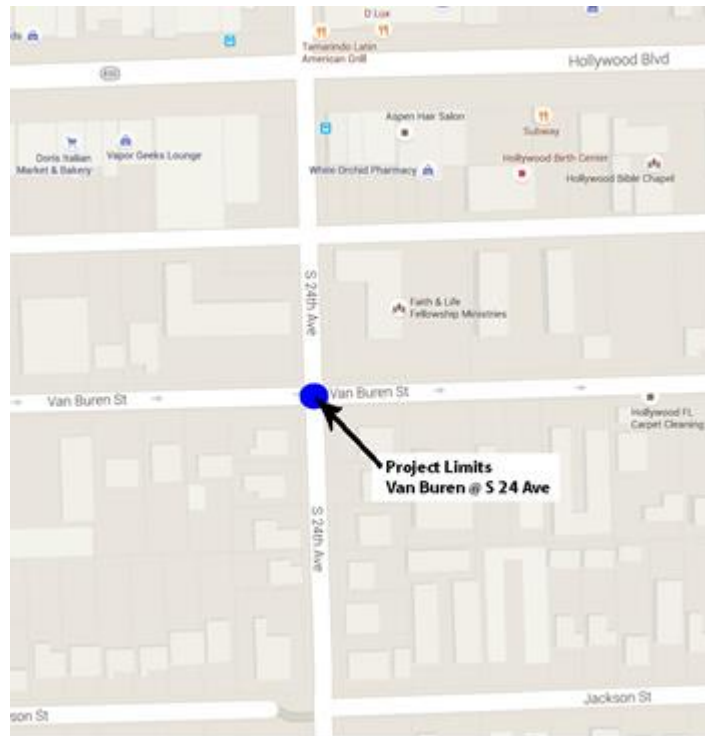 D Lux
ds
Tamarindo Latin
American Grill
Hollywood Blvd
820
Aspen Hair Salon
Subway
Doris Italian
Market & Bakery
Vapor Geeks Lounge
White Orchid Pharmacy
Hollywood Birth Center
Hollywood Bible Chapel
S 24th Ave
Faith & Life
Fellowship Ministries
Van Buren St
Van Buren St
Hollywood FL
Carpet Cleaning
Project Limits
Van Buren @ S 24 Ave
S 24th Ave
Jackson St
son St